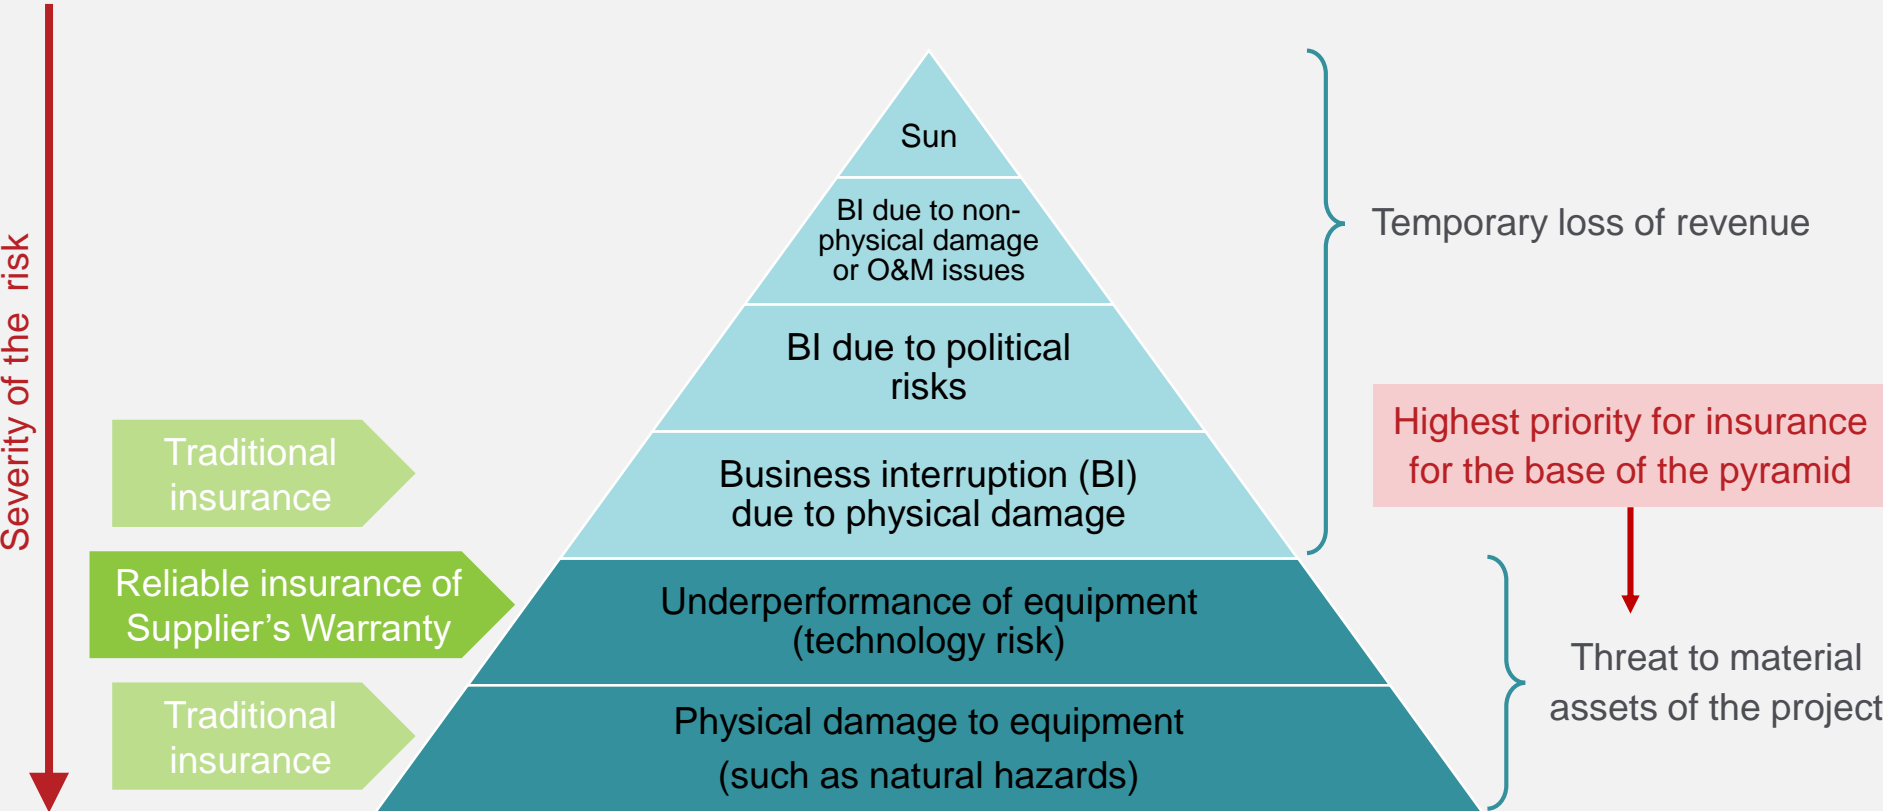 Severity of the risk
Sun
BI due to non-
physical damage
or O&M issues
BI due to political
risks
Business interruption (BI)
due to physical damage
Underperformance of equipment
(technology risk)
Physical damage to equipment
(such as natural hazards)
Traditional
insurance
Reliable insurance of
Supplier’s Warranty
Traditional
insurance
Temporary loss of revenue
Highest priority for insurance
for the base of the pyramid
Threat to material
assets of the project